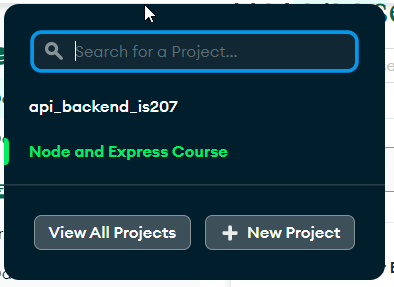 Search for a Project...
api_backend_is207
Node and Express Course
View All Projects
New Project